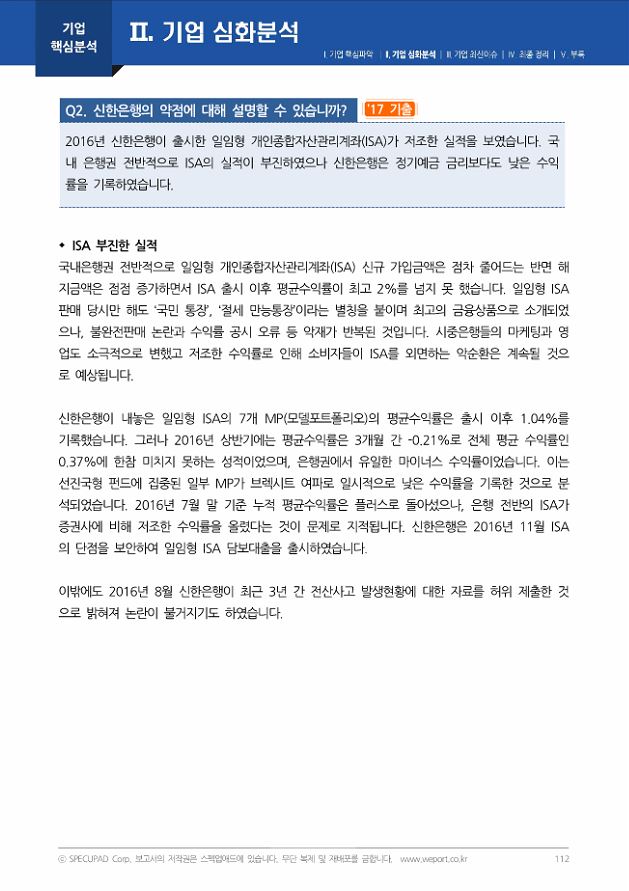 기업
핵심분석
Ⅱ. 기업 심화분석
Ⅰ. 기업 핵심파악 | Ⅱ. 기업 심화분석 | Ⅲ. 기업 최신이슈 | Ⅳ. 최종 정리 | Ⅴ. 부록
Q2. 신한은행의 약점에 대해 설명할 수 있습니까? '17 기출
2016년 신한은행이 출시한 일임형 개인종합자산관리계좌(ISA)가 저조한 실적을 보였습니다. 국
내 은행권 전반적으로 ISA의 실적이 부진하였으나 신한은행은 정기예금 금리보다도 낮은 수익
률을 기록하였습니다.
◆ ISA 부진한 실적
국내은행권 전반적으로 일임형 개인종합자산관리계좌(ISA) 신규 가입금액은 점차 줄어드는 반면 해
지금액은 점점 증가하면서 ISA 출시 이후 평균수익률이 최고 2%를 넘지 못 했습니다. 일임형 ISA
판매 당시만 해도 '국민 통장', '절세 만능통장'이라는 별칭을 붙이며 최고의 금융상품으로 소개되었
으나, 불완전판매 논란과 수익률 공시 오류 등 악재가 반복된 것입니다. 시중은행들의 마케팅과 영
업도 소극적으로 변했고 저조한 수익률로 인해 소비자들이 ISA를 외면하는 악순환은 계속될 것으
로 예상됩니다.
신한은행이 내놓은 일임형 ISA의 7개 MP(모델포트폴리오)의 평균수익률은 출시 이후 1.04%를
기록했습니다. 그러나 2016년 상반기에는 평균수익률은 3개월 간 -0.21%로 전체 평균 수익률인
0.37%에 한참 미치지 못하는 성적이었으며, 은행권에서 유일한 마이너스 수익률이었습니다. 이는
선진국형 펀드에 집중된 일부 MP가 브렉시트 여파로 일시적으로 낮은 수익률을 기록한 것으로 분
석되었습니다. 2016년 7월 말 기준 누적 평균수익률은 플러스로 돌아섰으나, 은행 전반의 ISA가
증권사에 비해 저조한 수익률을 올렸다는 것이 문제로 지적됩니다. 신한은행은 2016년 11월 ISA
의 단점을 보안하여 일임형 ISA 담보대출을 출시하였습니다.
이밖에도 2016년 8월 신한은행이 최근 3년 간 전산사고 발생현황에 대한 자료를 허위 제출한 것
으로 밝혀져 논란이 불거지기도 하였습니다.
ⓒ SPECUPAD Corp. 보고서의 저작권은 스펙업애드에 있습니다. 무단 복제 및 재배포를 금합니다. www.weport.co.kr 112